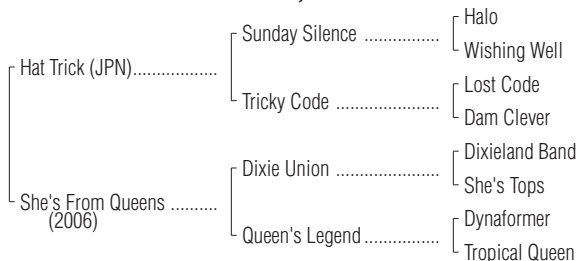 Halo
Sunday Silence ................
Wishing Well
Hat Trick (JPN)..................
Lost Code
Tricky Code ......................
Dam Clever
Dixieland Band
Dixie Union ......................
She's Tops
She's From Queens ..........
(2006)
Dynaformer
Queen's Legend................
Tropical Queen